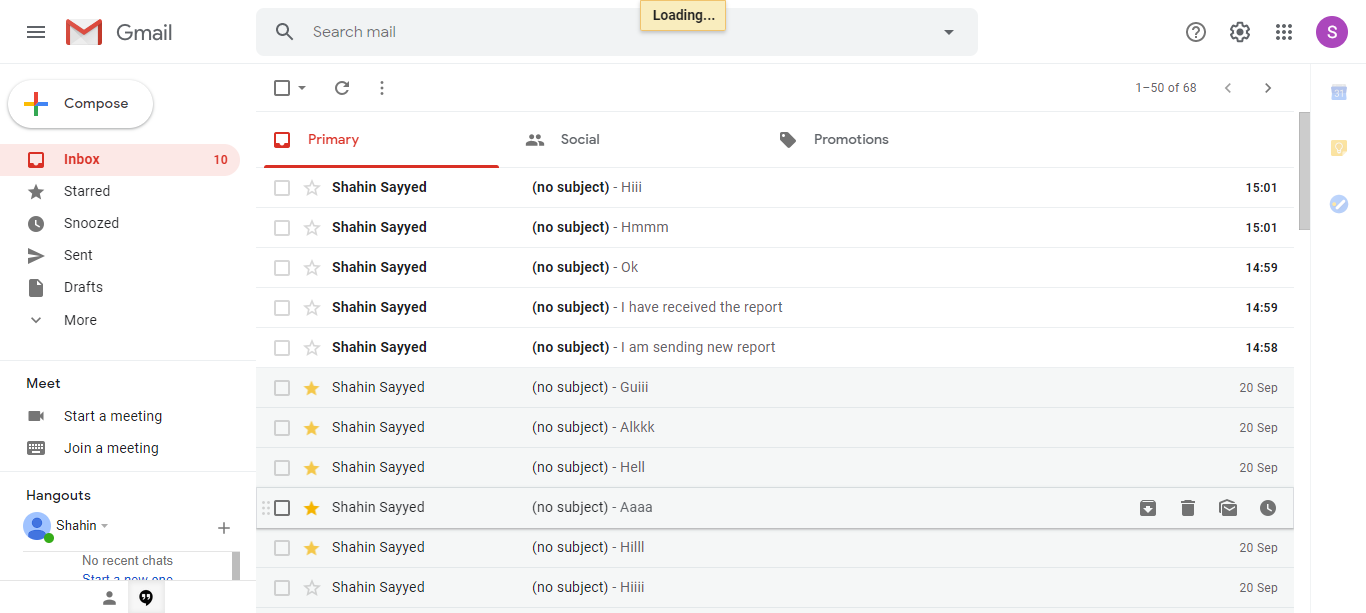 Loading...
Gmail
Search mail
S
Compose
1–50 of 68
31
Primary
Social
Promotions
Inbox 10
Starred
Snoozed
Sent
Drafts
More
Shahin Sayyed (no subject) - Hiii 15:01
Shahin Sayyed (no subject) - Hmmm 15:01
Shahin Sayyed (no subject) - Ok 14:59
Shahin Sayyed (no subject) - I have received the report 14:59
Shahin Sayyed (no subject) - I am sending new report 14:58
Shahin Sayyed (no subject) - Guiii 20 Sep
Shahin Sayyed (no subject) - Alkkk 20 Sep
Shahin Sayyed (no subject) - Hell 20 Sep
Shahin Sayyed (no subject) - Aaaa
Shahin Sayyed (no subject) - Hilll 20 Sep
Shahin Sayyed (no subject) - Hiiii 20 Sep
Meet
Start a meeting
Join a meeting
Hangouts
Shahin
No recent chats
Start a new one